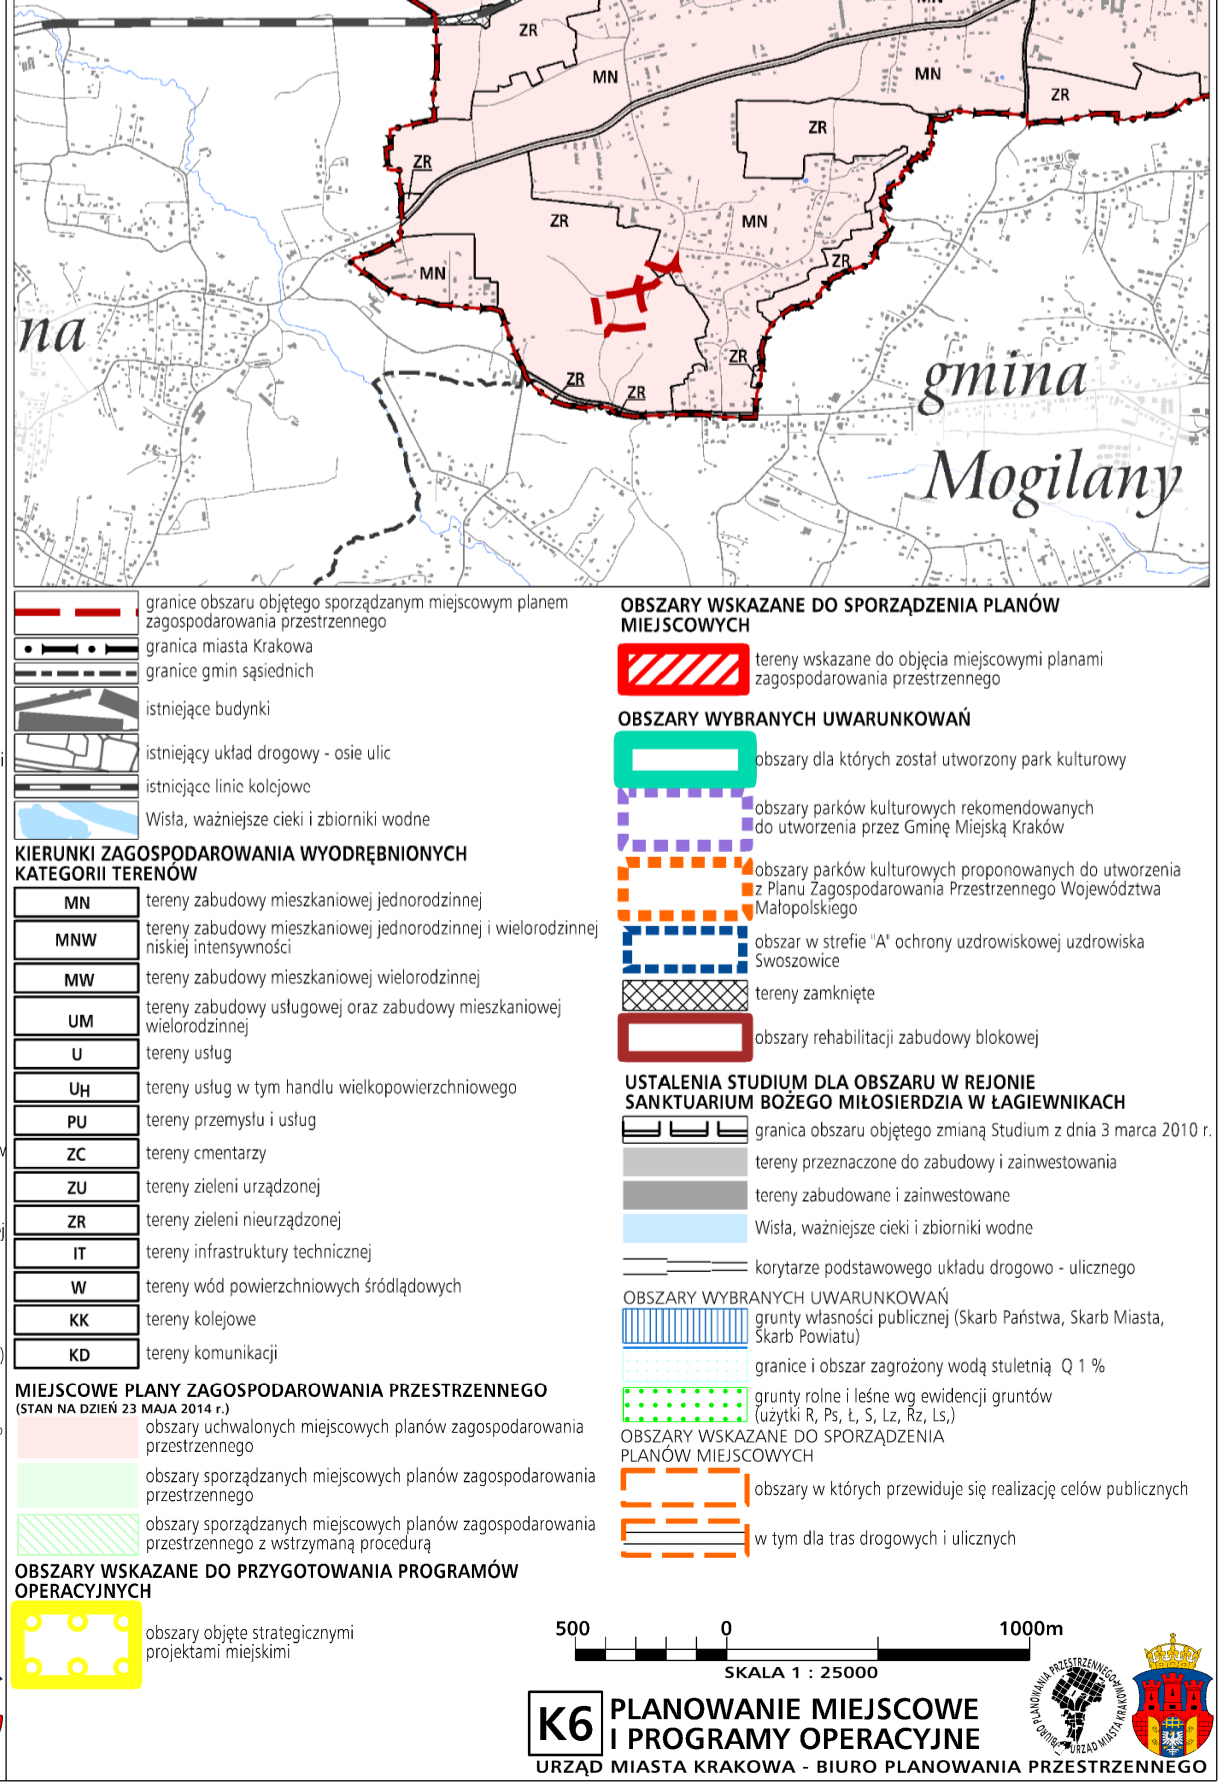 MN
ZR
MN
MN
ZR
ZR
ZR
ZR
MN
MN
ZR
ZR
ZR
ZR
na
gmina
Mogilany
granice obszaru objętego sporządzanym miejscowym planem
zagospodarowania przestrzennego
granica miasta Krakowa
granice gmin sąsiednich
istniejące budynki
istniejący układ drogowy - osie ulic
istniejące linie kolejowe
Wisła, ważniejsze cieki i zbiorniki wodne
KIERUNKI ZAGOSPODAROWANIA WYODRĘBNIONYCH
KATEGORII TERENÓW
MN tereny zabudowy mieszkaniowej jednorodzinnej
MNW tereny zabudowy mieszkaniowej jednorodzinnej i wielorodzinnej
niskiej intensywności
MW tereny zabudowy mieszkaniowej wielorodzinnej
UM tereny zabudowy usługowej oraz zabudowy mieszkaniowej
wielorodzinnej
U tereny usług
UH tereny usług w tym handlu wielkopowierzchniowego
PU tereny przemysłu i usług
ZC tereny cmentarzy
ZU tereny zieleni urządzonej
ZR tereny zieleni nieurządzonej
IT tereny infrastruktury technicznej
W tereny wód powierzchniowych śródlądowych
KK tereny kolejowe
KD tereny komunikacji
MIEJSCOWE PLANY ZAGOSPODAROWANIA PRZESTRZENNEGO
(STAN NA DZIEŃ 23 MAJA 2014 r.)
obszary uchwalonych miejscowych planów zagospodarowania
przestrzennego
obszary sporządzanych miejscowych planów zagospodarowania
przestrzennego
obszary sporządzanych miejscowych planów zagospodarowania
przestrzennego z wstrzymaną procedurą
OBSZARY WSKAZANE DO PRZYGOTOWANIA PROGRAMÓW
OPERACYJNYCH
obszary objęte strategicznymi
projektami miejskimi
OBSZARY WSKAZANE DO SPORZĄDZENIA PLANÓW
MIEJSCOWYCH
tereny wskazane do objęcia miejscowymi planami
zagospodarowania przestrzennego
OBSZARY WYBRANYCH UWARUNKOWAŃ
obszary dla których został utworzony park kulturowy
obszary parków kulturowych rekomendowanych
do utworzenia przez Gminę Miejską Kraków
obszary parków kulturowych proponowanych do utworzenia
z Planu Zagospodarowania Przestrzennego Województwa
Małopolskiego
obszar w strefie "A" ochrony uzdrowiskowej uzdrowiska
Swoszowice
tereny zamknięte
obszary rehabilitacji zabudowy blokowej
USTALENIA STUDIUM DLA OBSZARU W REJONIE
SANKTUARIUM BOŻEGO MIŁOSIERDZIA W ŁAGIEWNIKACH
granica obszaru objętego zmianą Studium z dnia 3 marca 2010 r.
tereny przeznaczone do zabudowy i zainwestowania
tereny zabudowane i zainwestowane
Wisła, ważniejsze cieki i zbiorniki wodne
korytarze podstawowego układu drogowo - ulicznego
OBSZARY WYBRANYCH UWARUNKOWAŃ
grunty własności publicznej (Skarb Państwa, Skarb Miasta,
Skarb Powiatu)
granice i obszar zagrożony wodą stuletnią Q 1 %
grunty rolne i leśne wg ewidencji gruntów
(użytki R, Ps, Ł, S, Lz, Rz, Ls,)
OBSZARY WSKAZANE DO SPORZĄDZENIA
PLANÓW MIEJSCOWYCH
obszary w których przewiduje się realizację celów publicznych
w tym dla tras drogowych i ulicznych
500 0 1000m
SKALA 1 : 25000
K6 PLANOWANIE MIEJSCOWE
I PROGRAMY OPERACYJNE
URZĄD MIASTA KRAKOWA - BIURO PLANOWANIA PRZESTRZENNEGO
BIURO PLANOWANIA PRZESTRZENNEGO
URZĄD MIASTA KRAKOWA